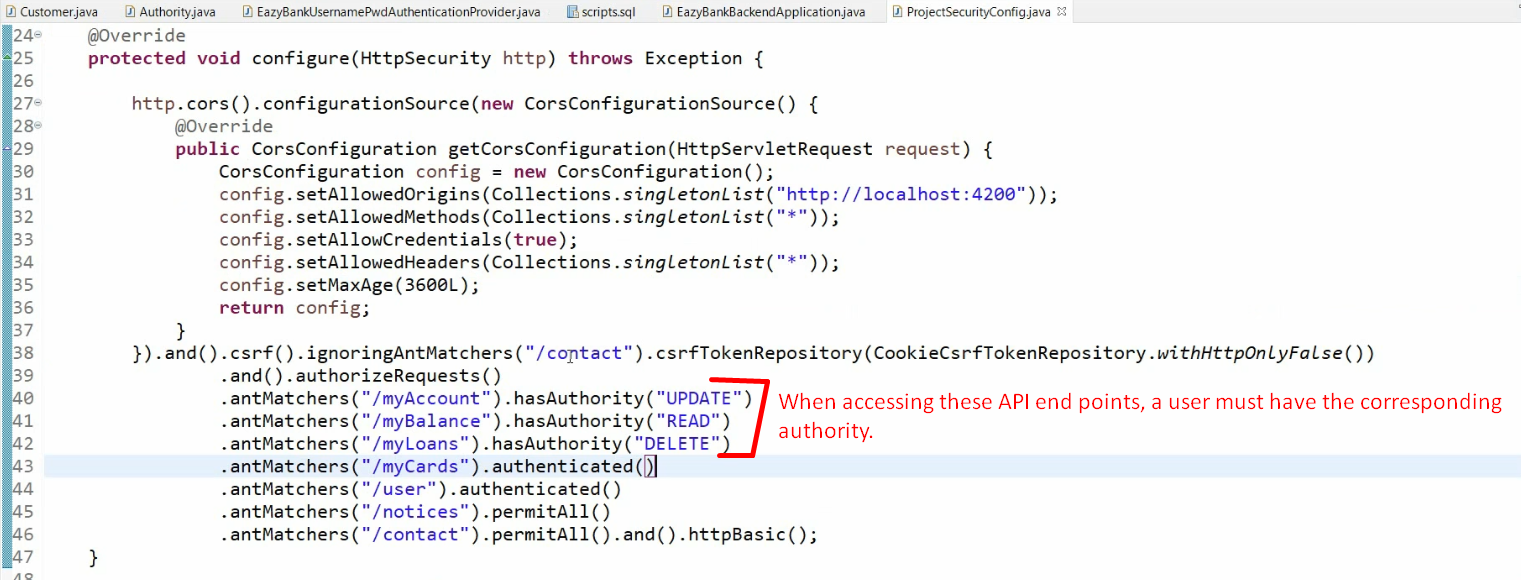 Customer.java Authority.java EazyBankUsernamePwdAuthenticationProvider.java scripts.sql EazyBankBackendApplication.java ProjectSecurityConfig.java
24 @Override
25 protected void configure(HttpSecurity http) throws Exception {
26
27 http.cors().configurationSource(new CorsConfigurationSource() {
28 @Override
29 public CorsConfiguration getCorsConfiguration(HttpServletRequest request) {
30 CorsConfiguration config = new CorsConfiguration();
31 config.setAllowedOrigins(Collections.singletonList("http://localhost:4200"));
32 config.setAllowedMethods(Collections.singletonList("*"));
33 config.setAllowCredentials(true);
34 config.setAllowedHeaders(Collections.singletonList("*"));
35 config.setMaxAge(3600L);
36 return config;
37 }
38 }).and().csrf().ignoringAntMatchers("/contact").csrfTokenRepository(CookieCsrfTokenRepository.withHttpOnlyFalse())
39 .and().authorizeRequests()
40 .antMatchers("/myAccount").hasAuthority("UPDATE")
41 .antMatchers("/myBalance").hasAuthority("READ")
42 .antMatchers("/myLoans").hasAuthority("DELETE")
When accessing these API end points, a user must have the corresponding
authority.
43 .antMatchers("/myCards").authenticated()
44 .antMatchers("/user").authenticated()
45 .antMatchers("/notices").permitAll()
46 .antMatchers("/contact").permitAll().and().httpBasic();
47 }
48